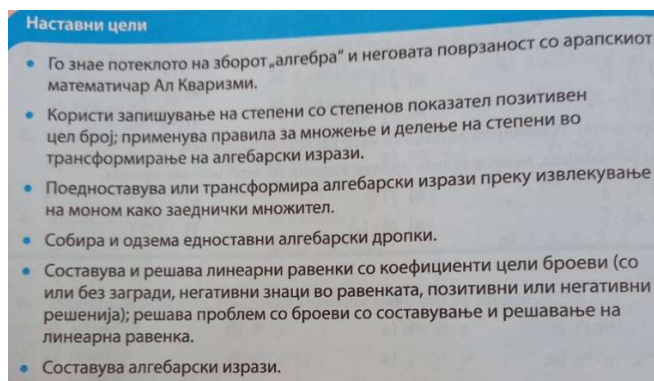 Наставни цели
• Го знае потеклото на зборот „алгебра“ и неговата поврзаност со арапскиот
математичар Ал Кваризми.
• Користи запишување на степени со степенов показател позитивен
цел број; применува правила за множење и делење на степени во
трансформирање на алгебарски изрази.
• Поедноставува или трансформира алгебарски изрази преку извлекување
на моном како заеднички множител.
• Собира и одзема едноставни алгебарски дропки.
• Составува и решава линеарни равенки со коефициенти цели броеви (со
или без загради, негативни знаци во равенката, позитивни или негативни
решенија); решава проблем со броеви со составување и решавање на
линеарна равенка.
• Составува алгебарски изрази.